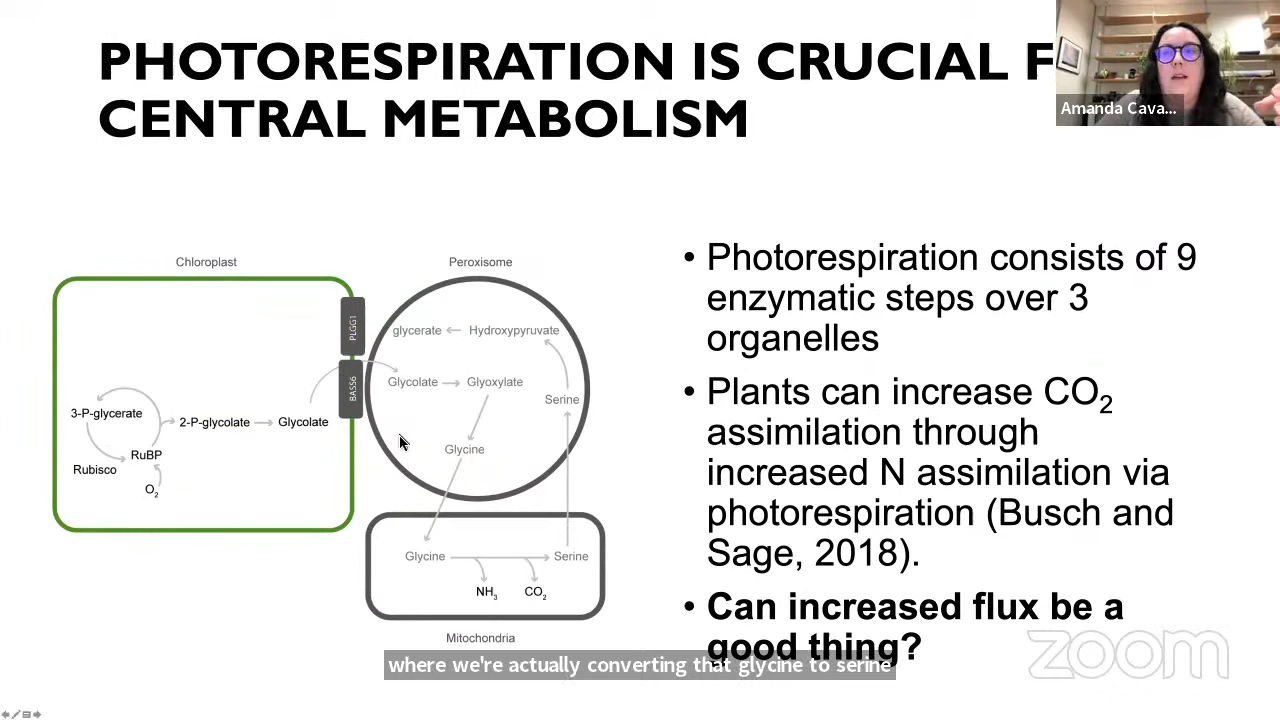 PHOTORESPIRATION IS CRUCIAL F
CENTRAL METABOLISM
Amanda Cava...
Chloroplast
Peroxisome
PLGG1
BASS6
glycerate
Hydroxypyruvate
Glycolate
Glyoxylate
Serine
3-P-glycerate
2-P-glycolate
Glycolate
RuBP
Rubisco
O2
Glycine
Glycine
Serine
NH3
CO2
Mitochondria
• Photorespiration consists of 9
enzymatic steps over 3
organelles
• Plants can increase CO2
assimilation through
increased N assimilation via
photorespiration (Busch and
Sage, 2018).
• Can increased flux be a
good thing?
where we're actually converting that glycine to serine
zoom